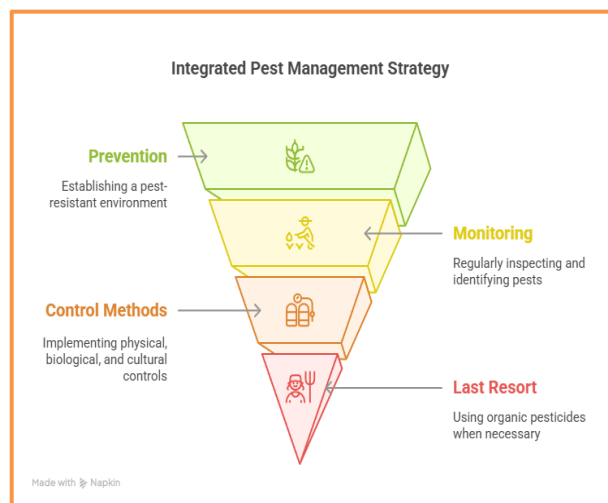 Integrated Pest Management Strategy
Prevention
Establishing a pest-
resistant environment
Monitoring
Regularly inspecting and
identifying pests
Control Methods
Implementing physical,
biological, and cultural
controls
Last Resort
Using organic pesticides
when necessary
Made with Napkin